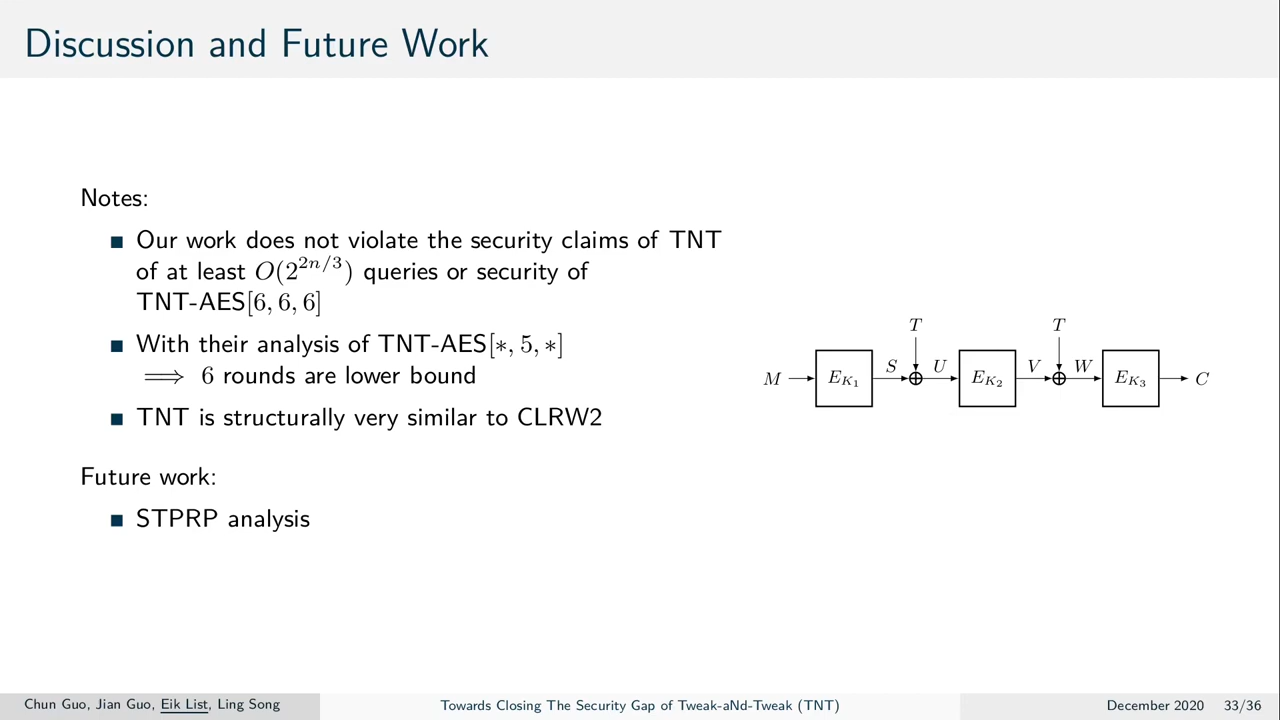 Discussion and Future Work
Notes:
■ Our work does not violate the security claims of TNT
of at least O(2^{2n/3}) queries or security of
TNT-AES[6, 6, 6]
■ With their analysis of TNT-AES[∗, 5, ∗]
⟹ 6 rounds are lower bound
■ TNT is structurally very similar to CLRW2
Future work:
■ STPRP analysis
T T
M E_{K_1} S ⊕ U E_{K_2} V ⊕ W E_{K_3} C
Chun Guo, Jian Guo, Eik List, Ling Song
Towards Closing The Security Gap of Tweak-aNd-Tweak (TNT)
December 2020 33/36